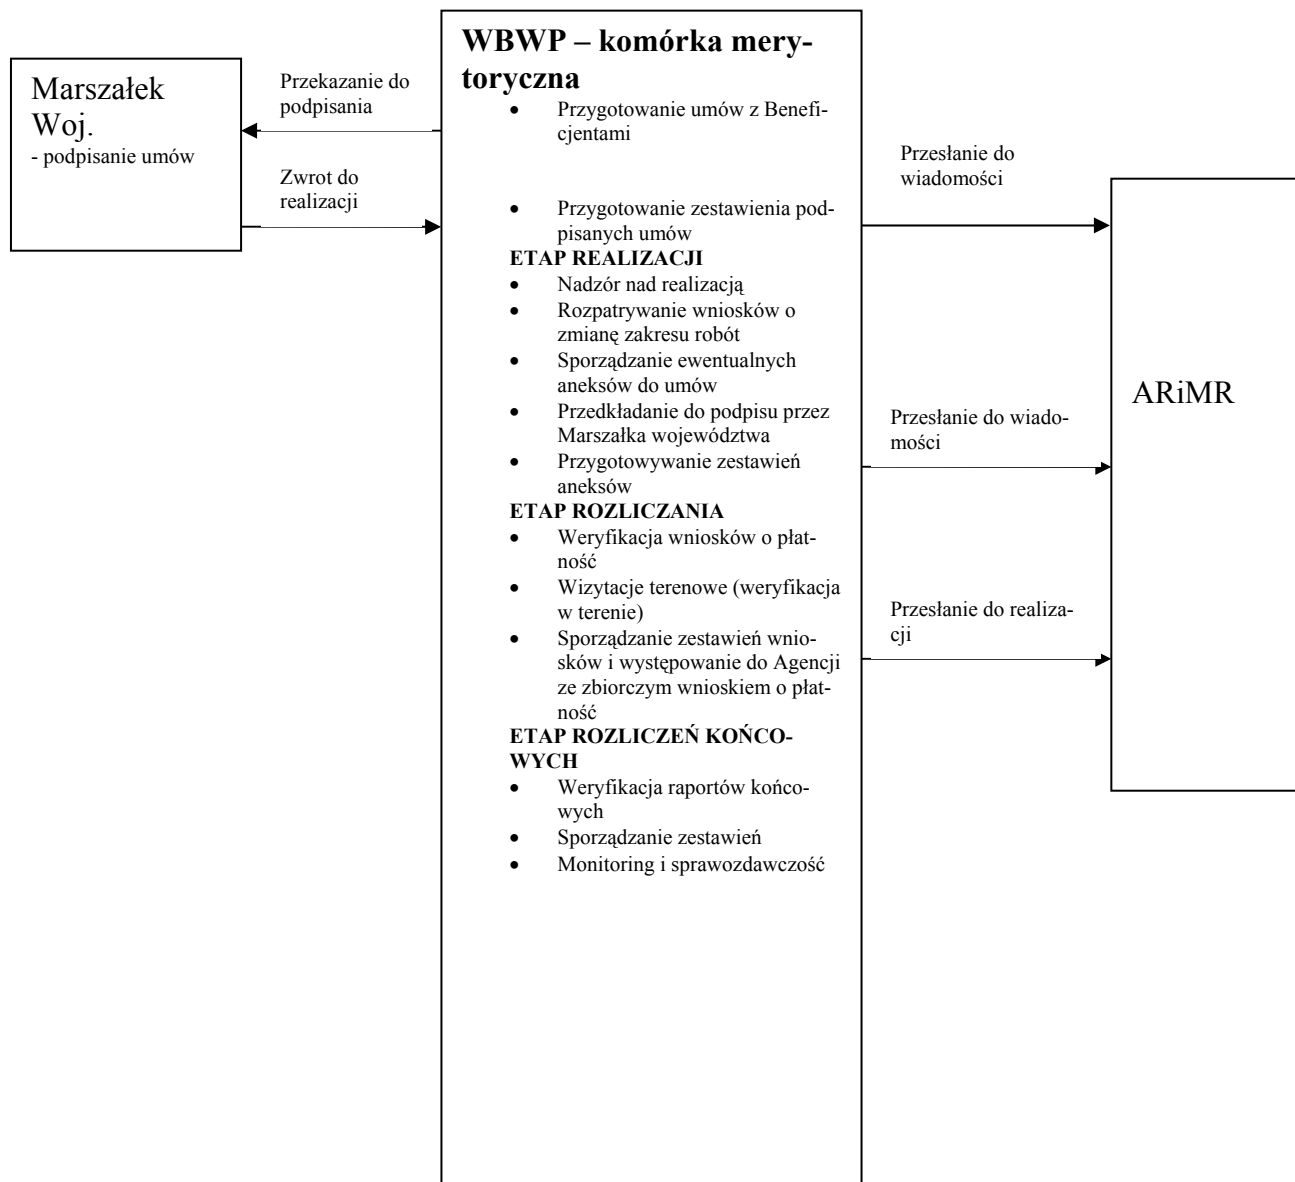 Marszałek
Woj.
- podpisanie umów
Przekazanie do
podpisania
Zwrot do
realizacji
WBWP – komórka mery-
toryczna
• Przygotowanie umów z Benefi-
cjentami
• Przygotowanie zestawienia pod-
pisanych umów
ETAP REALIZACJI
• Nadzór nad realizacją
• Rozpatrywanie wniosków o
zmianę zakresu robót
• Sporządzanie ewentualnych
aneksów do umów
• Przedkładanie do podpisu przez
Marszałka województwa
• Przygotowywanie zestawień
aneksów
ETAP ROZLICZANIA
• Weryfikacja wniosków o płat-
ność
• Wizytacje terenowe (weryfikacja
w terenie)
• Sporządzanie zestawień wnio-
sków i występowanie do Agencji
ze zbiorczym wnioskiem o płat-
ność
ETAP ROZLICZEŃ KOŃCO-
WYCH
• Weryfikacja raportów końco-
wych
• Sporządzanie zestawień
• Monitoring i sprawozdawczość
Przesłanie do
wiadomości
Przesłanie do wiado-
mości
Przesłanie do realiza-
cji
ARiMR